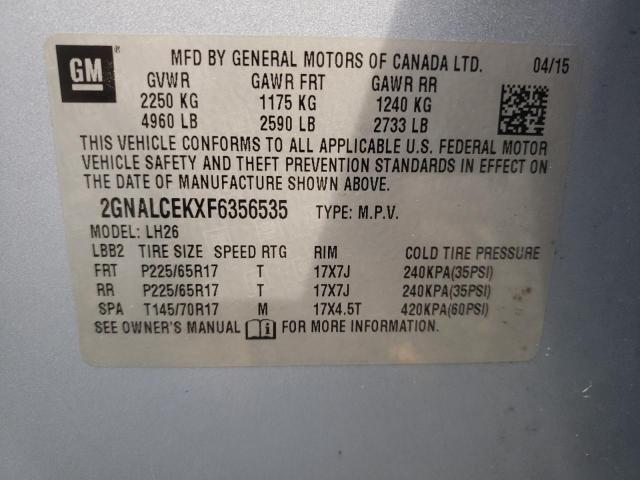 GM ® MFD BY GENERAL MOTORS OF CANADA LTD. 04/15
GVWR GAWR FRT GAWR RR
2250 KG 1175 KG 1240 KG
4960 LB 2590 LB 2733 LB
THIS VEHICLE CONFORMS TO ALL APPLICABLE U.S. FEDERAL MOTOR
VEHICLE SAFETY AND THEFT PREVENTION STANDARDS IN EFFECT ON
THE DATE OF MANUFACTURE SHOWN ABOVE.
2GNALCEKXF6356535 TYPE: M.P.V.
MODEL: LH26
LBB2 TIRE SIZE SPEED RTG RIM COLD TIRE PRESSURE
FRT P225/65R17 T 17X7J 240KPA(35PSI)
RR P225/65R17 T 17X7J 240KPA(35PSI)
SPA T145/70R17 M 17X4.5T 420KPA(60PSI)
SEE OWNER'S MANUAL FOR MORE INFORMATION.